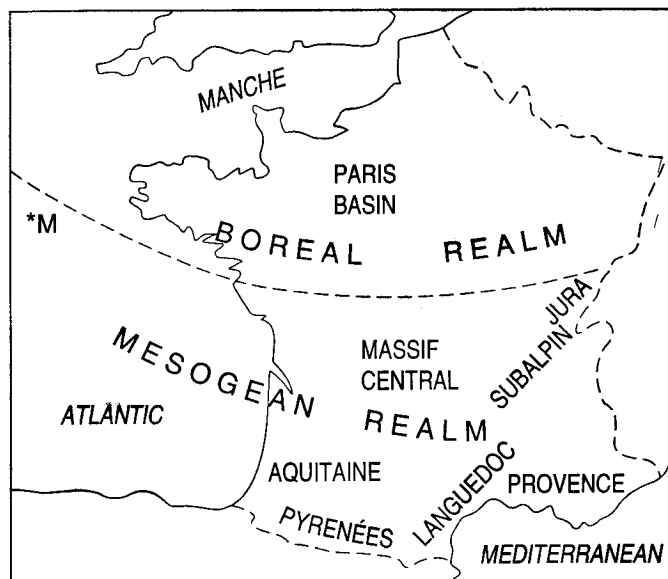 MANCHE
PARIS
BASIN
*M
BOREAL REALM
JURA
SUBALPIN
MASSIF
CENTRAL
MESOGEAN REALM
ATLANTIC
AQUITAINE
LANGUEDOC
PROVENCE
PYRENÉES
MEDITERRANEAN